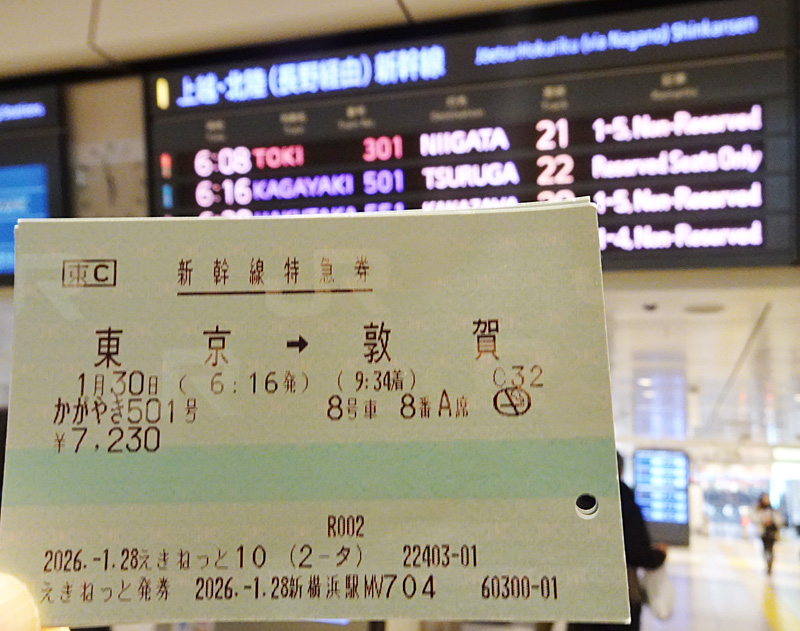 上越・北陸（長野経由）新幹線 Joetsu·Hokuriku (via Nagano) Shinkansen
6:08 TOKI 301 NIIGATA 21 1-5, Non-Reserved
6:16 KAGAYAKI 501 TSURUGA 22 Reserved Seats Only
1-5, Non-Reserved
1-4, Non-Reserved
東C 新幹線特急券
東京 → 敦賀
1月30日 （ 6:16発） （ 9:34着） C32
かがやき501号 8号車 8番A席
￥7,230
R002
2026.-1.28えきねっと10 （2-タ） 22403-01
えきねっと発券 2026.-1.28新横浜駅MV704 60300-01